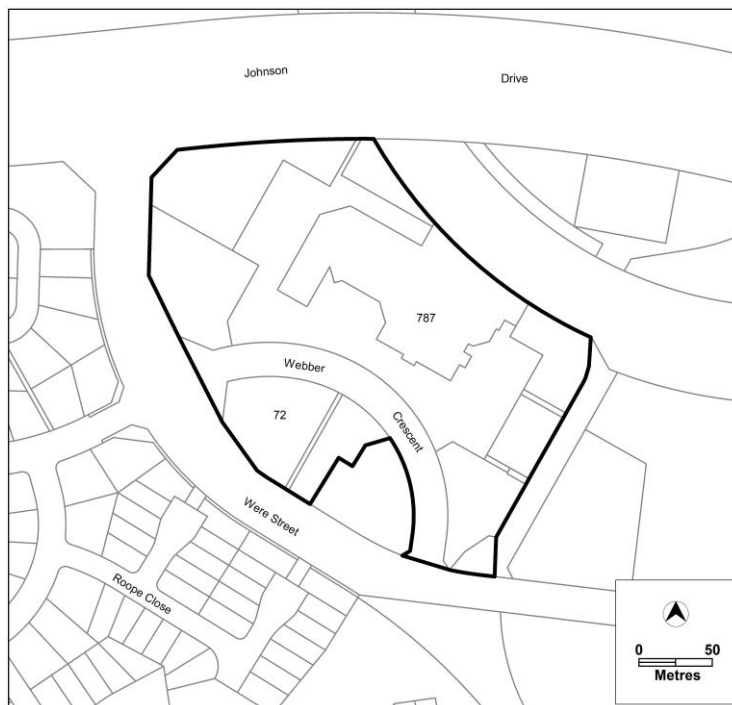 Johnson
Drive
787
Webber
72
Crescent
Were Street
Roope Close
0 50
Metres